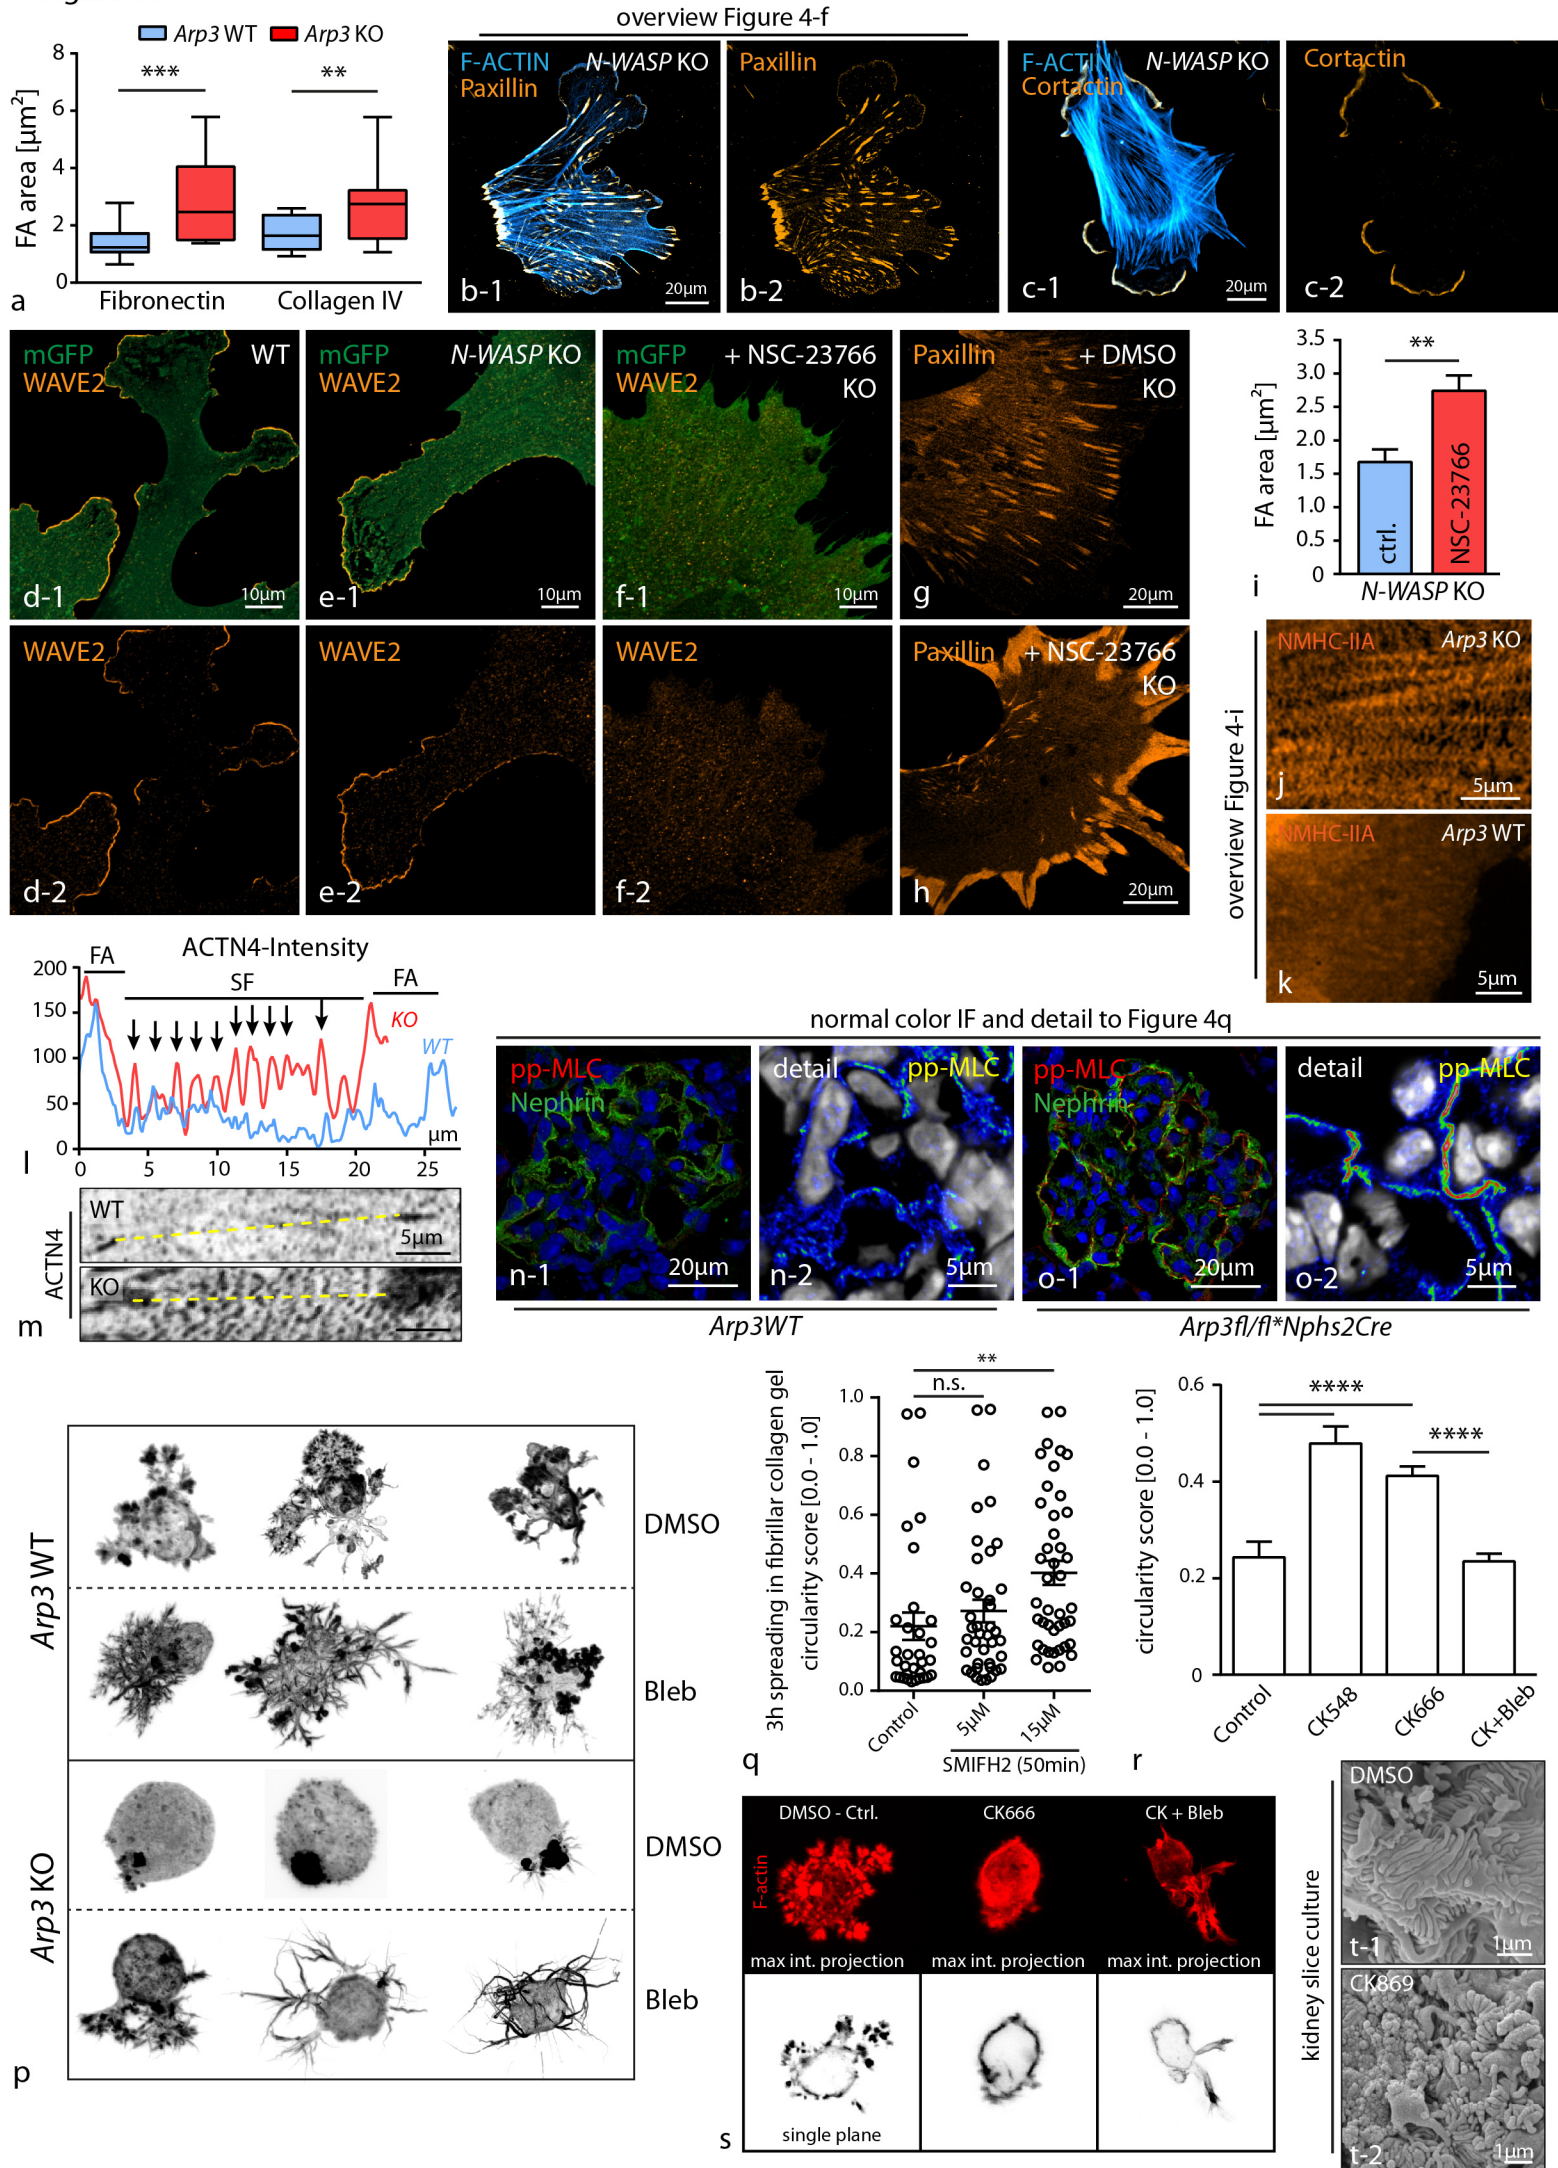 Arp3 WT Arp3 KO
8
6
4
2
0
FA area [µm²]
***
**
Fibronectin Collagen IV
a
overview Figure 4-f
F-ACTIN N-WASP KO
Paxillin
b-1 20µm
Paxillin
b-2
F-ACTIN N-WASP KO
Cortactin
c-1 20µm
Cortactin
c-2
mGFP WT
WAVE2
d-1 10µm
mGFP N-WASP KO
WAVE2
e-1 10µm
mGFP + NSC-23766
WAVE2 KO
f-1 10µm
Paxillin + DMSO
KO
g 20µm
WAVE2
d-2
WAVE2
e-2
WAVE2
f-2
Paxillin + NSC-23766
KO
h 20µm
3.5
3.0
2.5
2.0
1.5
1.0
0.5
0
FA area [µm²]
**
ctrl.
NSC-23766
i N-WASP KO
overview Figure 4-i
NMHC-IIA Arp3 KO
j 5µm
NMHC-IIA Arp3 WT
k 5µm
ACTN4-Intensity
FA
SF
FA
200
150
100
50
0
KO
WT
µm
0 5 10 15 20 25
l
ACTN4
WT
5µm
KO
m
normal color IF and detail to Figure 4q
pp-MLC
Nephrin
n-1 20µm
detail pp-MLC
n-2 5µm
pp-MLC
Nephrin
o-1 20µm
detail pp-MLC
o-2 5µm
Arp3WT
Arp3fl/fl*Nphs2Cre
Arp3 WT
DMSO
Bleb
Arp3 KO
DMSO
Bleb
p
3h spreading in fibrillar collagen gel
circularity score [0.0 - 1.0]
**
n.s.
1.0
0.8
0.6
0.4
0.2
0.0
Control
5µM
15µM
SMIFH2 (50min)
q
circularity score [0.0 - 1.0]
0.6
0.4
0.2
0
****
****
Control
CK548
CK666
CK+Bleb
r
DMSO - Ctrl. CK666 CK + Bleb
F-actin
max int. projection max int. projection max int. projection
single plane
s
kidney slice culture
DMSO
t-1 1µm
CK869
t-2 1µm